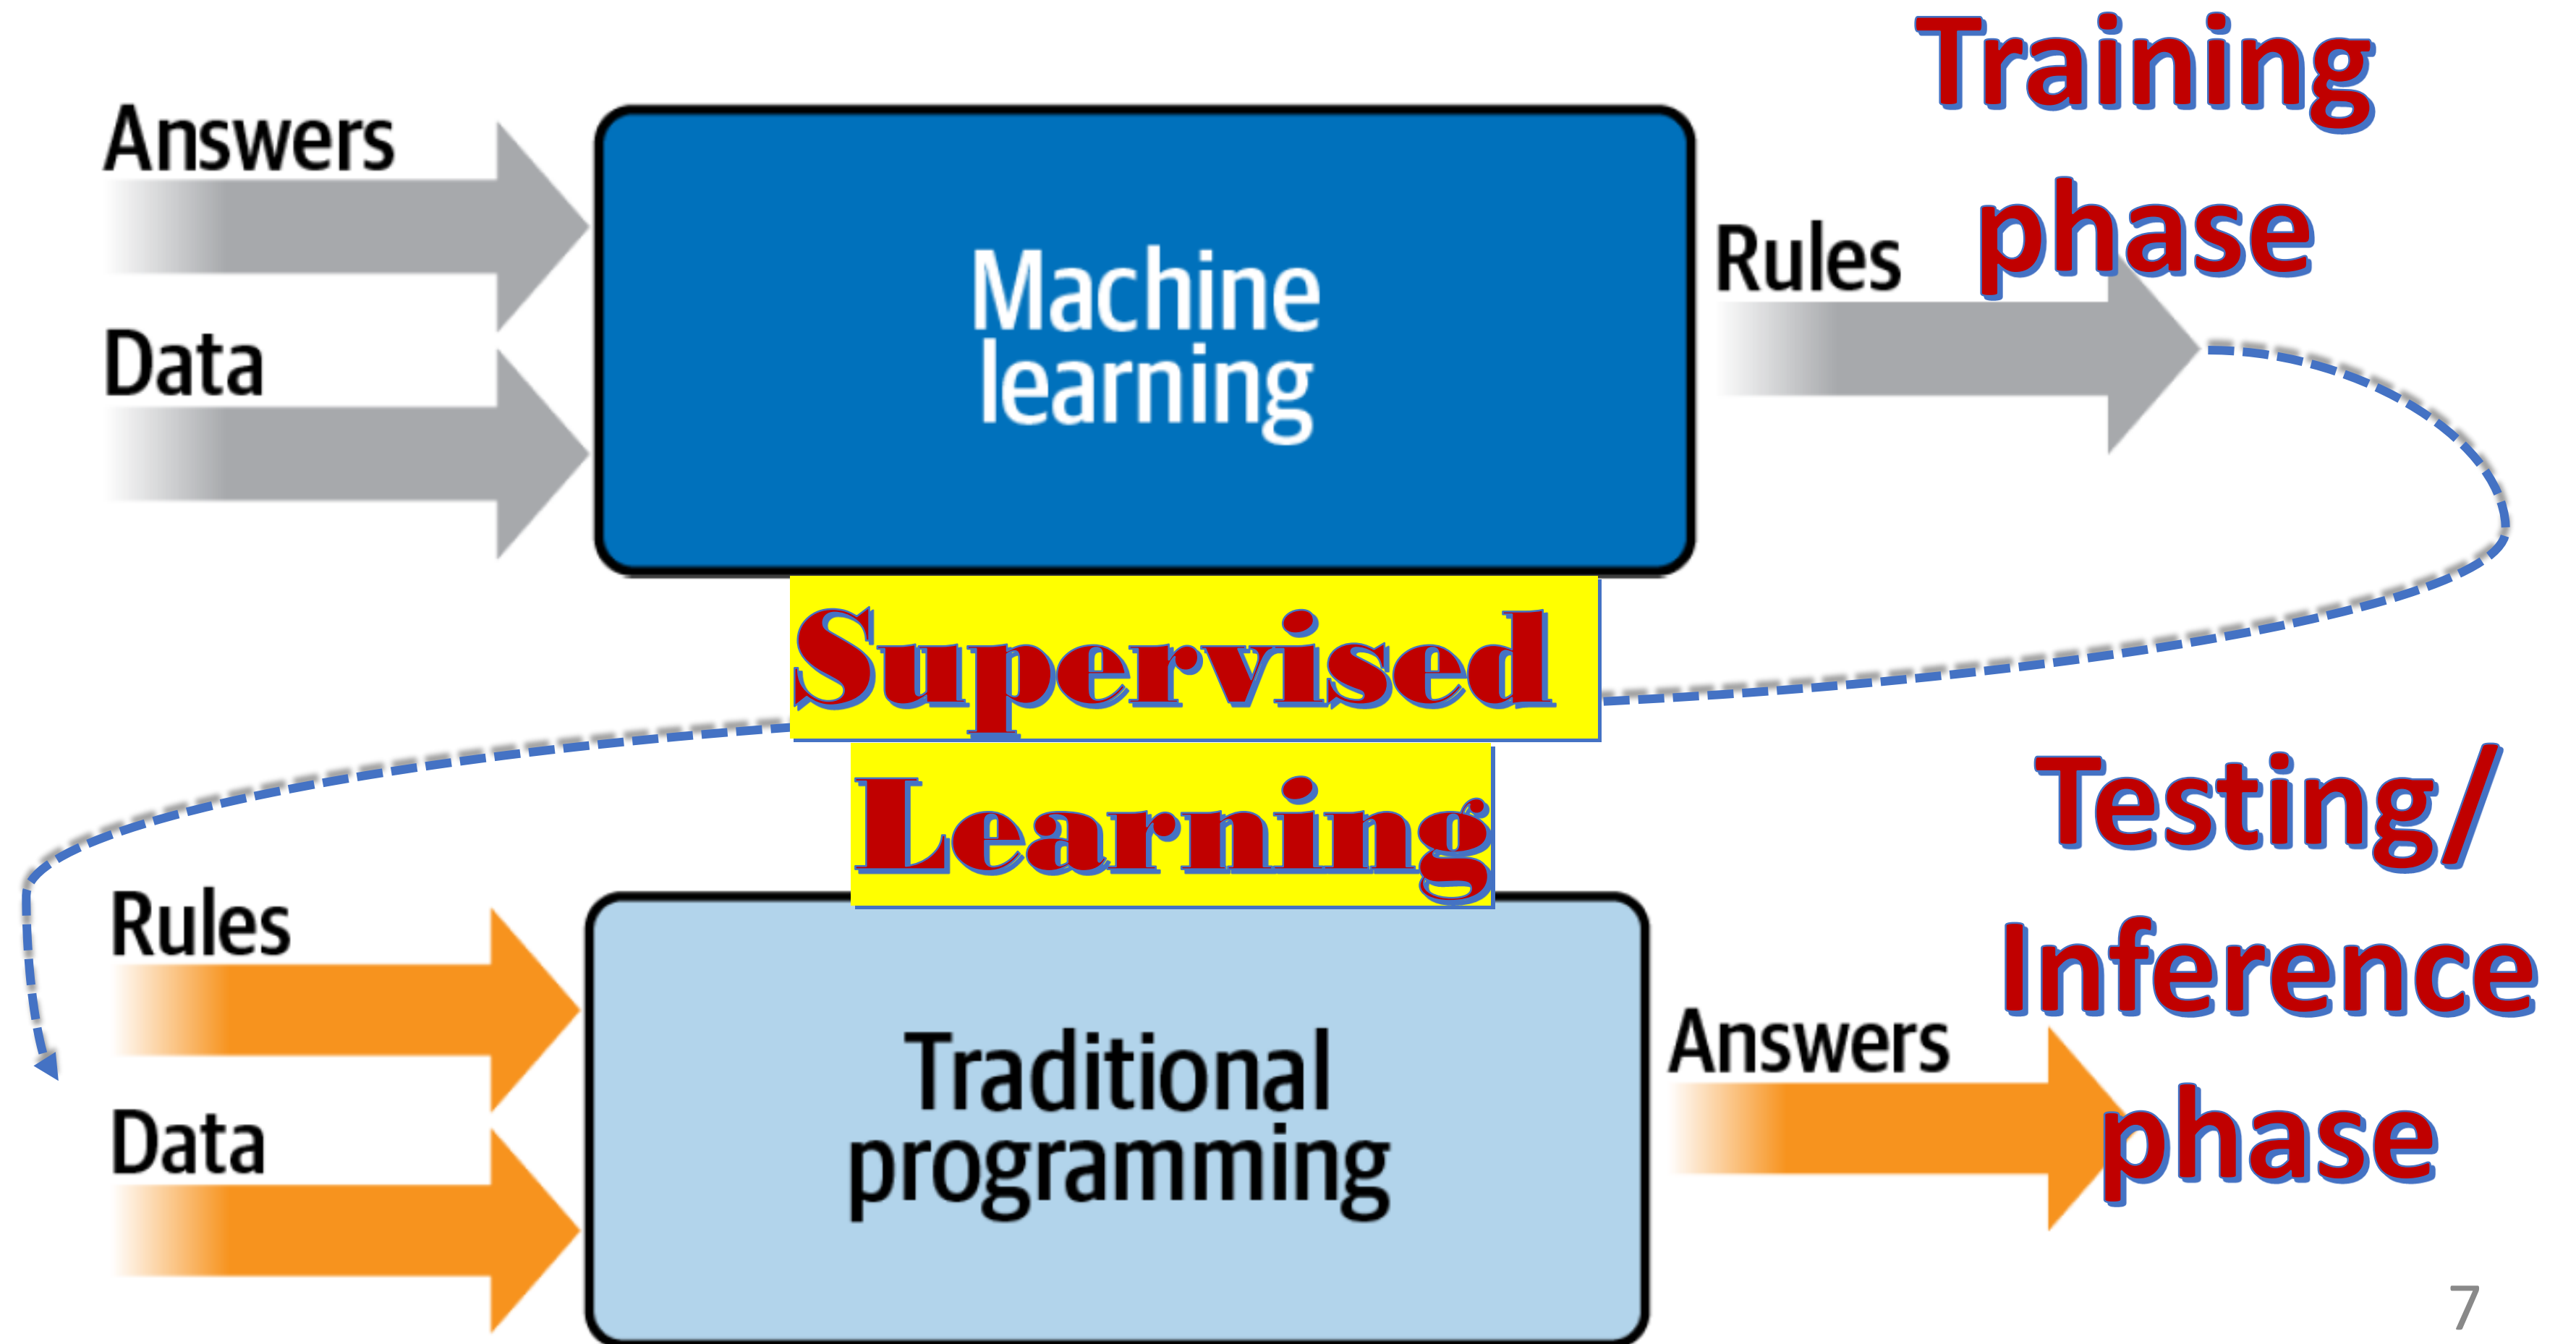 Training
phase
Answers
Data
Machine
learning
Rules
Supervised
Learning
Testing/
Inference
phase
Rules
Data
Traditional
programming
Answers
7